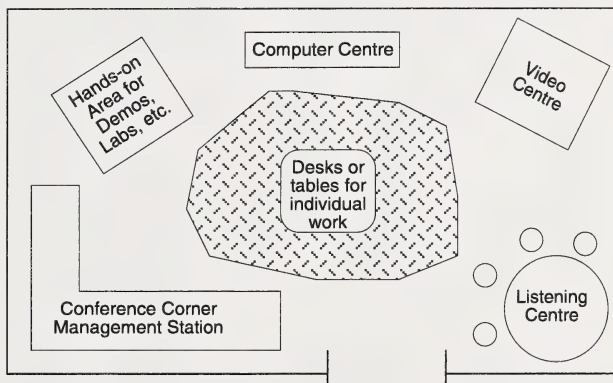 Computer Centre
Hands-on
Area for
Demos,
Labs, etc.
Video
Centre
Desks or
tables for
individual
work
Conference Corner
Management Station
Listening
Centre